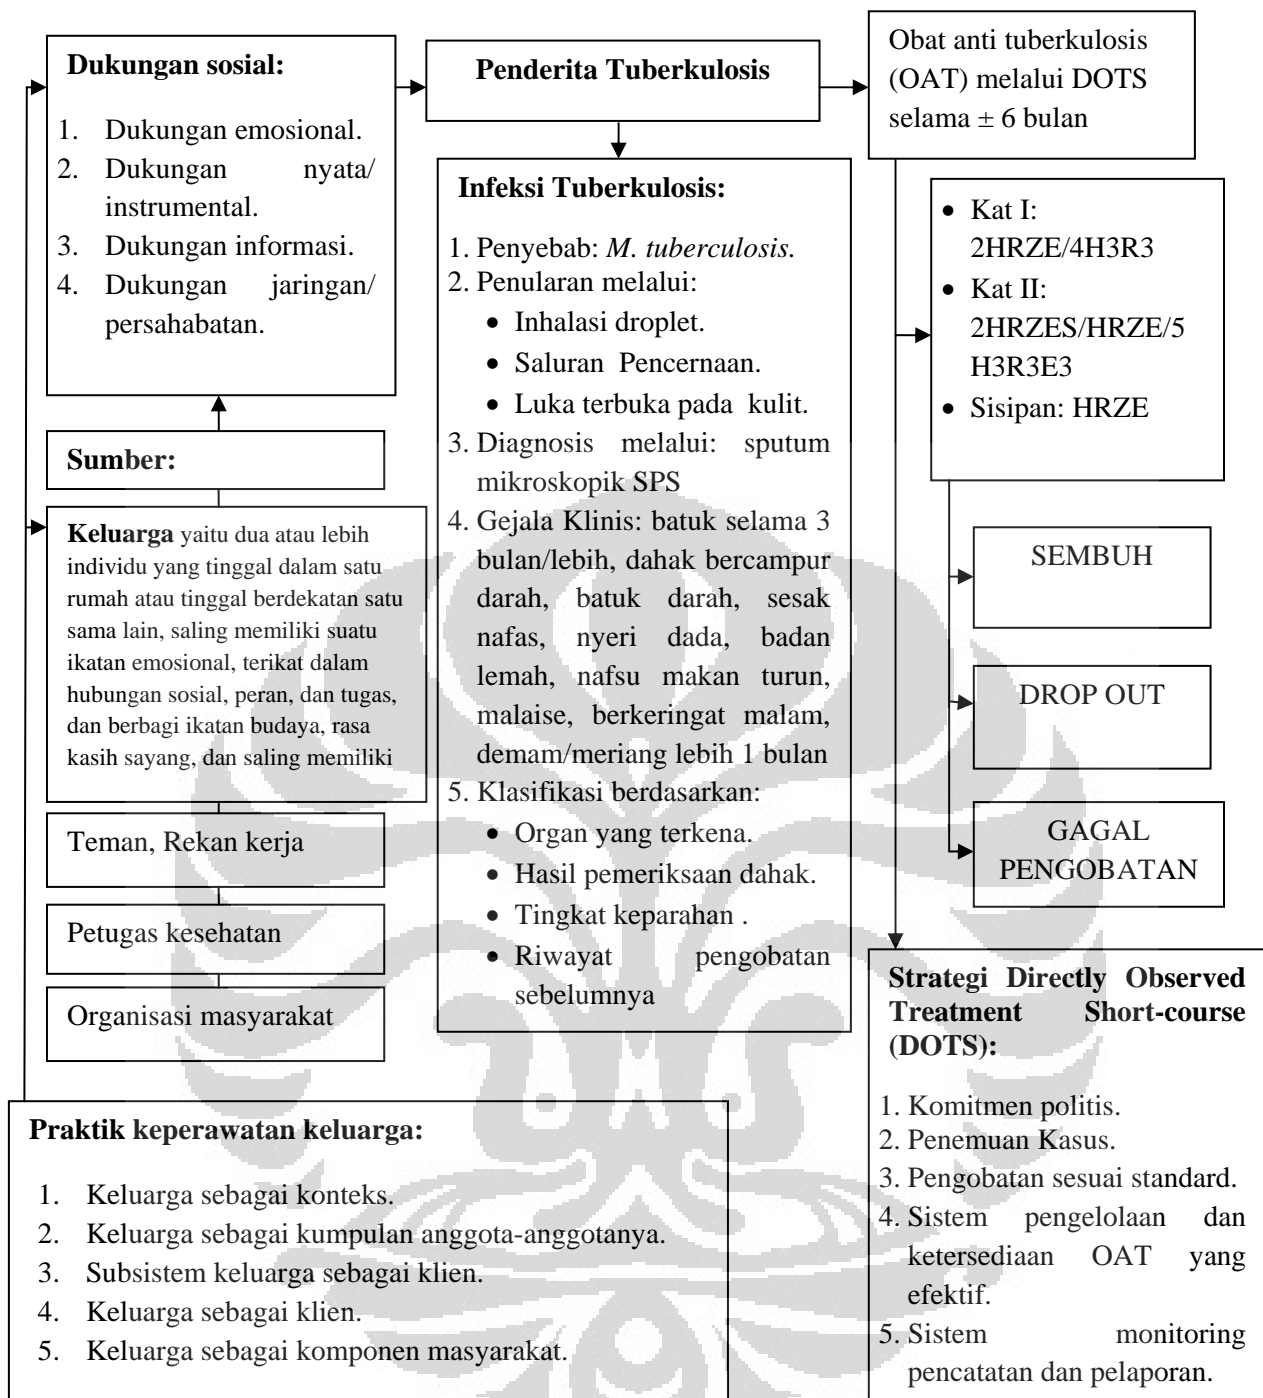 Dukungan sosial:
1. Dukungan emosional.
2. Dukungan nyata/
instrumental.
3. Dukungan informasi.
4. Dukungan jaringan/
persahabatan.
Sumber:
Keluarga yaitu dua atau lebih
individu yang tinggal dalam satu
rumah atau tinggal berdekatan satu
sama lain, saling memiliki suatu
ikatan emosional, terikat dalam
hubungan sosial, peran, dan tugas,
dan berbagi ikatan budaya, rasa
kasih sayang, dan saling memiliki
Teman, Rekan kerja
Petugas kesehatan
Organisasi masyarakat
Praktik keperawatan keluarga:
1. Keluarga sebagai konteks.
2. Keluarga sebagai kumpulan anggota-anggotanya.
3. Subsistem keluarga sebagai klien.
4. Keluarga sebagai klien.
5. Keluarga sebagai komponen masyarakat.
Penderita Tuberkulosis
Infeksi Tuberkulosis:
1. Penyebab: M. tuberculosis.
2. Penularan melalui:
• Inhalasi droplet.
• Saluran Pencernaan.
• Luka terbuka pada kulit.
3. Diagnosis melalui: sputum
mikroskopik SPS
4. Gejala Klinis: batuk selama 3
bulan/lebih, dahak bercampur
darah, batuk darah, sesak
nafas, nyeri dada, badan
lemah, nafsu makan turun,
malaise, berkeringat malam,
demam/meriang lebih 1 bulan
5. Klasifikasi berdasarkan:
• Organ yang terkena.
• Hasil pemeriksaan dahak.
• Tingkat keparahan .
• Riwayat pengobatan
sebelumnya
Obat anti tuberkulosis
(OAT) melalui DOTS
selama ± 6 bulan
• Kat I:
2HRZE/4H3R3
• Kat II:
2HRZES/HRZE/5
H3R3E3
• Sisipan: HRZE
SEMBUH
DROP OUT
GAGAL
PENGOBATAN
Strategi Directly Observed
Treatment Short-course
(DOTS):
1. Komitmen politis.
2. Penemuan Kasus.
3. Pengobatan sesuai standard.
4. Sistem pengelolaan dan
ketersediaan OAT yang
efektif.
5. Sistem monitoring
pencatatan dan pelaporan.